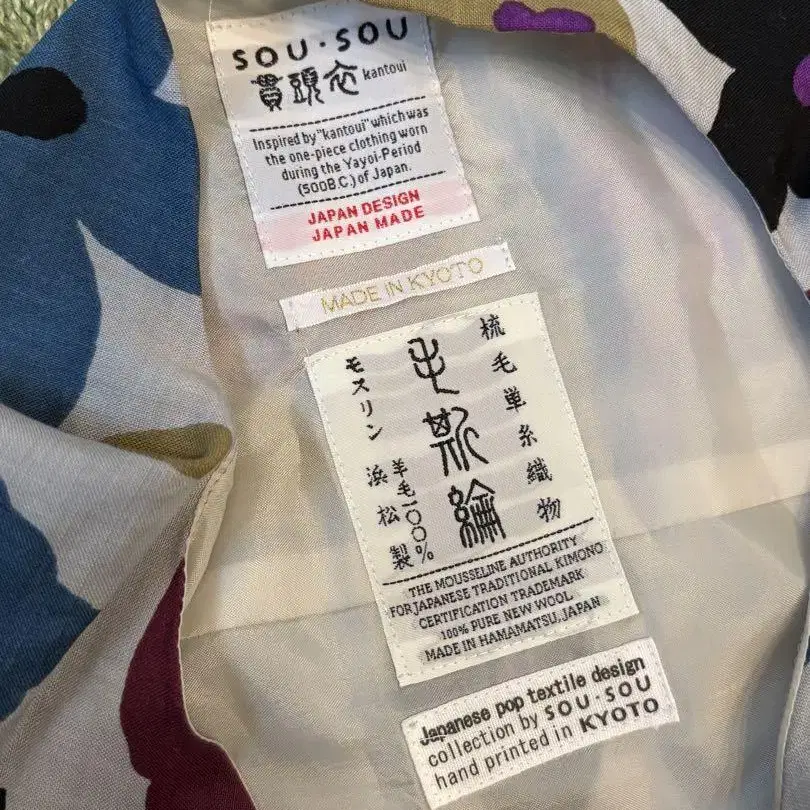 SOU・SOU
貫頭衣 kantoui
Inspired by "kantoui" which was
the one-piece clothing worn
during the Yayoi-Period
(500B.C.) of Japan.
JAPAN DESIGN
JAPAN MADE
MADE IN KYOTO
梳毛単糸織物
毛斯綸
モスリン
羊毛一〇〇%
浜松製
THE MOUSSELINE AUTHORITY
FOR JAPANESE TRADITIONAL KIMONO
CERTIFICATION TRADEMARK
100% PURE NEW WOOL
MADE IN HAMAMATSU, JAPAN
Japanese pop textile design
collection by SOU・SOU
hand printed in KYOTO